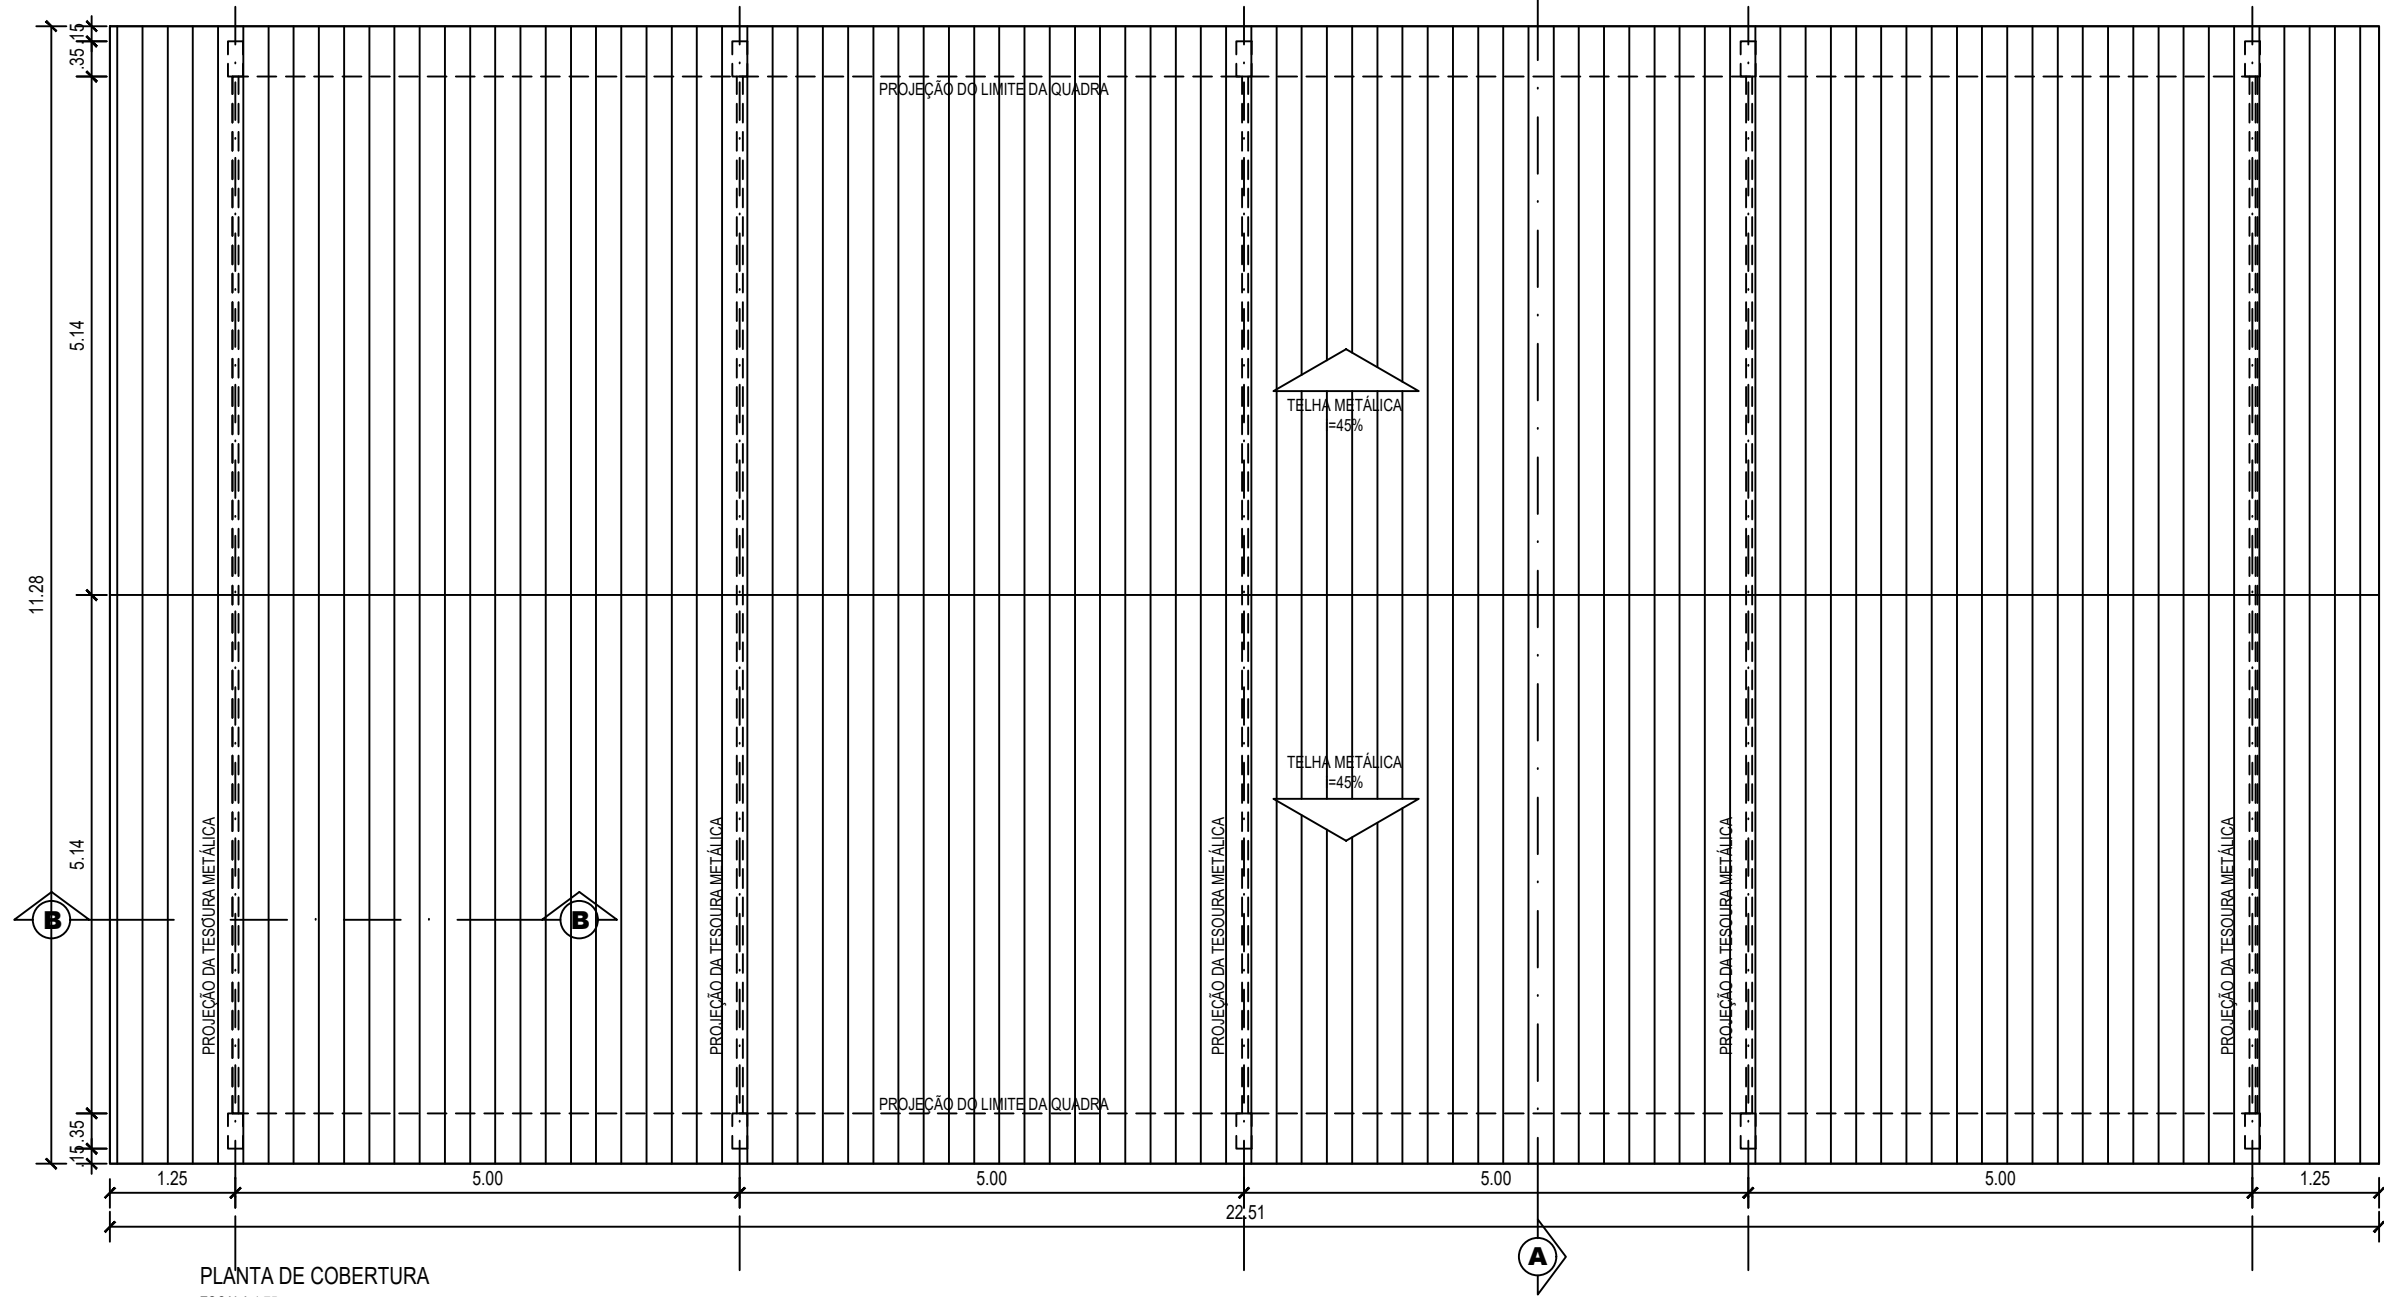 .15
.35
PROJEÇÃO DO LIMITE DA QUADRA
5.14
TELHA METÁLICA
=45%
11.28
TELHA METÁLICA
=45%
5.14
PROJEÇÃO DA TESOURA METÁLICA
PROJEÇÃO DA TESOURA METÁLICA
PROJEÇÃO DA TESOURA METÁLICA
PROJEÇÃO DA TESOURA METÁLICA
PROJEÇÃO DA TESOURA METÁLICA
B
B
PROJEÇÃO DO LIMITE DA QUADRA
.35
.15
1.25
5.00
5.00
5.00
5.00
1.25
22.51
A
PLANTA DE COBERTURA